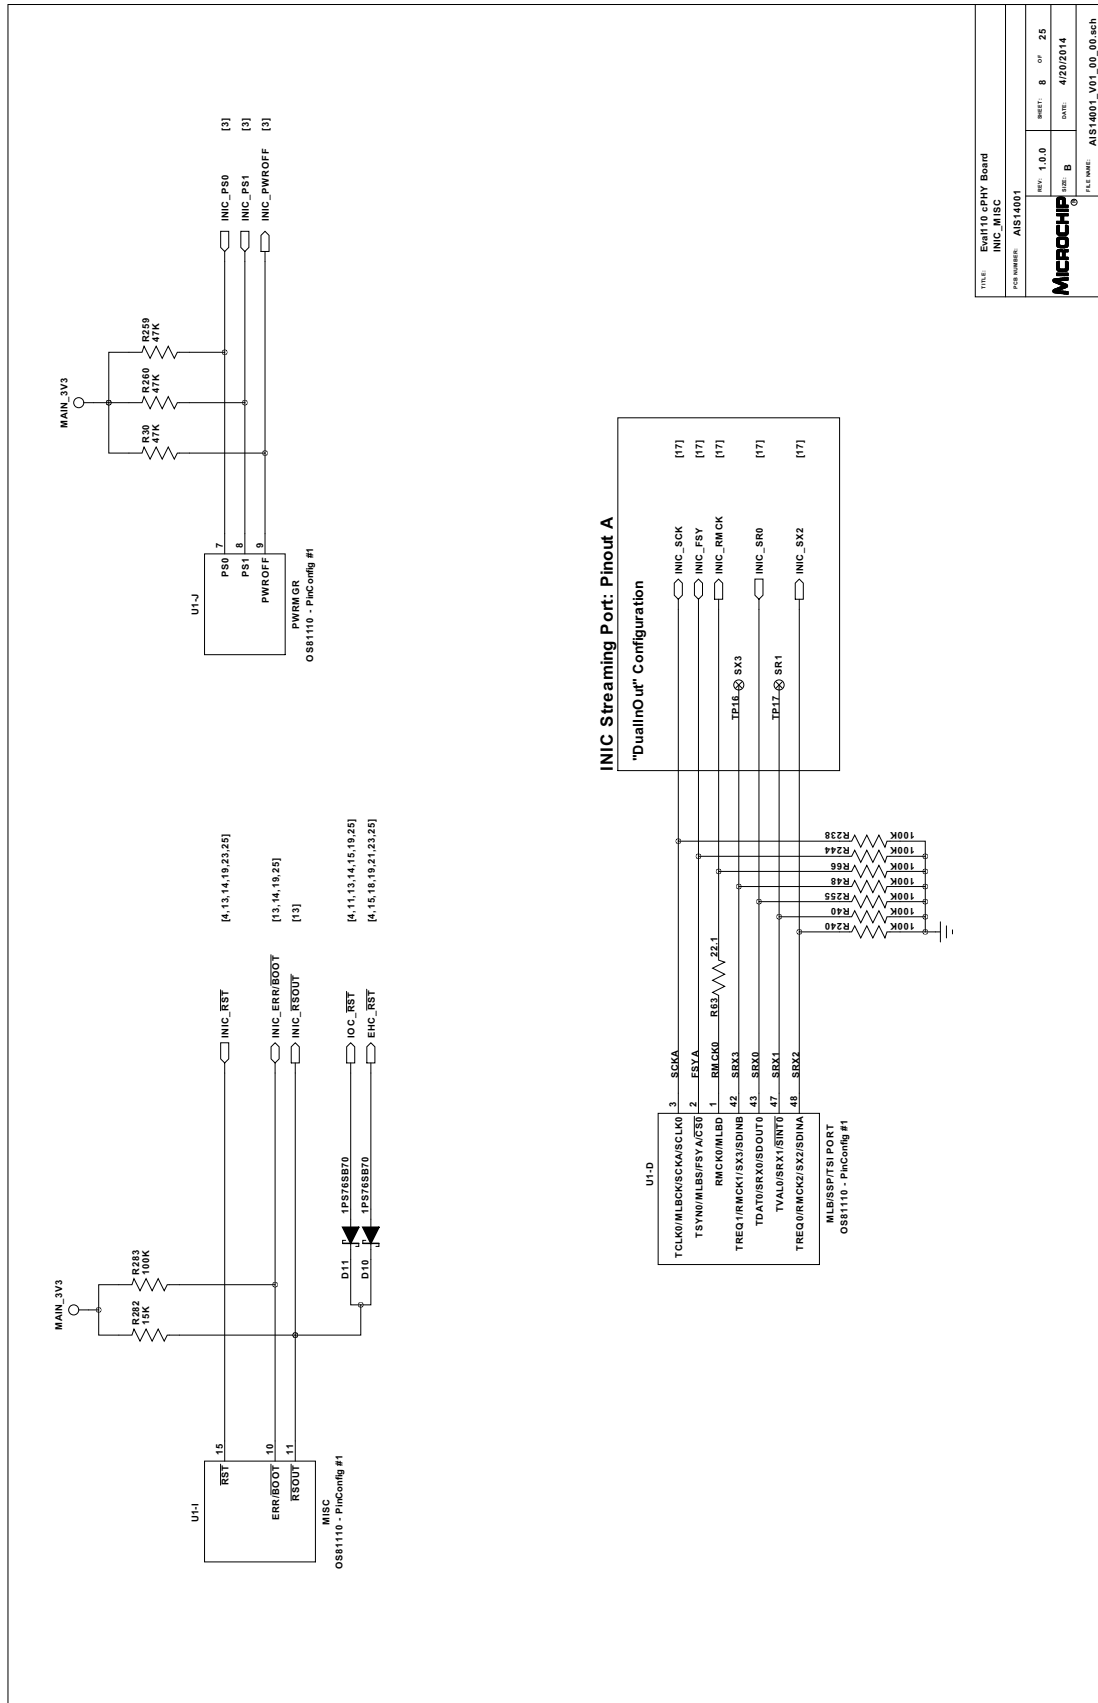 MAIN_3V3
R282
15K
R283
100K
U1-I
RST
15
ERR/BOOT
10
RSOUT
11
MISC
OS81110 - PinConfig #1
D11
1PS76SB70
D10
1PS76SB70
INIC_RST
[4,13,14,19,23,25]
INIC_ERR/BOOT
[13,14,19,25]
INIC_RSOUT
[13]
IOC_RST
[4,11,13,14,15,19,25]
EHC_RST
[4,15,18,19,21,23,25]
MAIN_3V3
R30
47K
R260
47K
R259
47K
U1-J
PS0
7
PS1
8
PWROFF
9
PWRMGR
OS81110 - PinConfig #1
INIC_PS0
[3]
INIC_PS1
[3]
INIC_PWROFF
[3]
U1-D
TCLK0/MLBCK/SCKA/SCLK0
3
SCKA
TSYN0/MLBS/FSYA/CS0
2
FSYA
RMCK0/MLBD
1
RMCK0
TREQ1/RMCK1/SX3/SDINB
42
SRX3
TDAT0/SRX0/SDOUT0
43
SRX0
TVAL0/SRX1/SINT0
47
SRX1
TREQ0/RMCK2/SX2/SDINA
48
SRX2
MLB/SSP/TSI PORT
OS81110 - PinConfig #1
R63
22.1
R238
100K
R244
100K
R66
100K
R48
100K
R255
100K
R40
100K
R240
100K
INIC Streaming Port: Pinout A
"DualInOut" Configuration
INIC_SCK
[17]
INIC_FSY
[17]
INIC_RMCK
[17]
TP16
SX3
INIC_SR0
[17]
TP17
SR1
INIC_SX2
[17]
TITLE:
Eval110 cPHY Board
INIC_MISC
PCB NUMBER:
AIS14001
MICROCHIP ®
REV:
1.0.0
SHEET:
8
OF
25
SIZE:
B
DATE:
4/20/2014
FILE NAME:
AIS14001_V01_00_00.sch